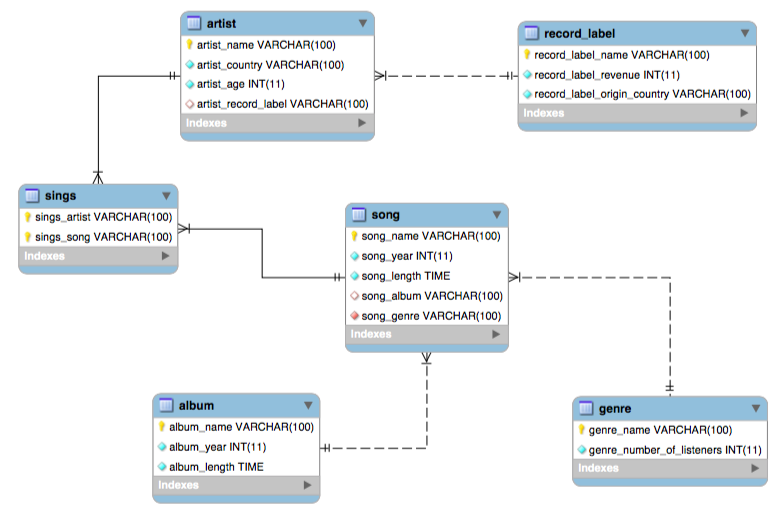 artist
artist_name VARCHAR(100)
artist_country VARCHAR(100)
artist_age INT(11)
artist_record_label VARCHAR(100)
Indexes
record_label
record_label_name VARCHAR(100)
record_label_revenue INT(11)
record_label_origin_country VARCHAR(100)
Indexes
sings
sings_artist VARCHAR(100)
sings_song VARCHAR(100)
Indexes
song
song_name VARCHAR(100)
song_year INT(11)
song_length TIME
song_album VARCHAR(100)
song_genre VARCHAR(100)
Indexes
album
album_name VARCHAR(100)
album_year INT(11)
album_length TIME
Indexes
genre
genre_name VARCHAR(100)
genre_number_of_listeners INT(11)
Indexes